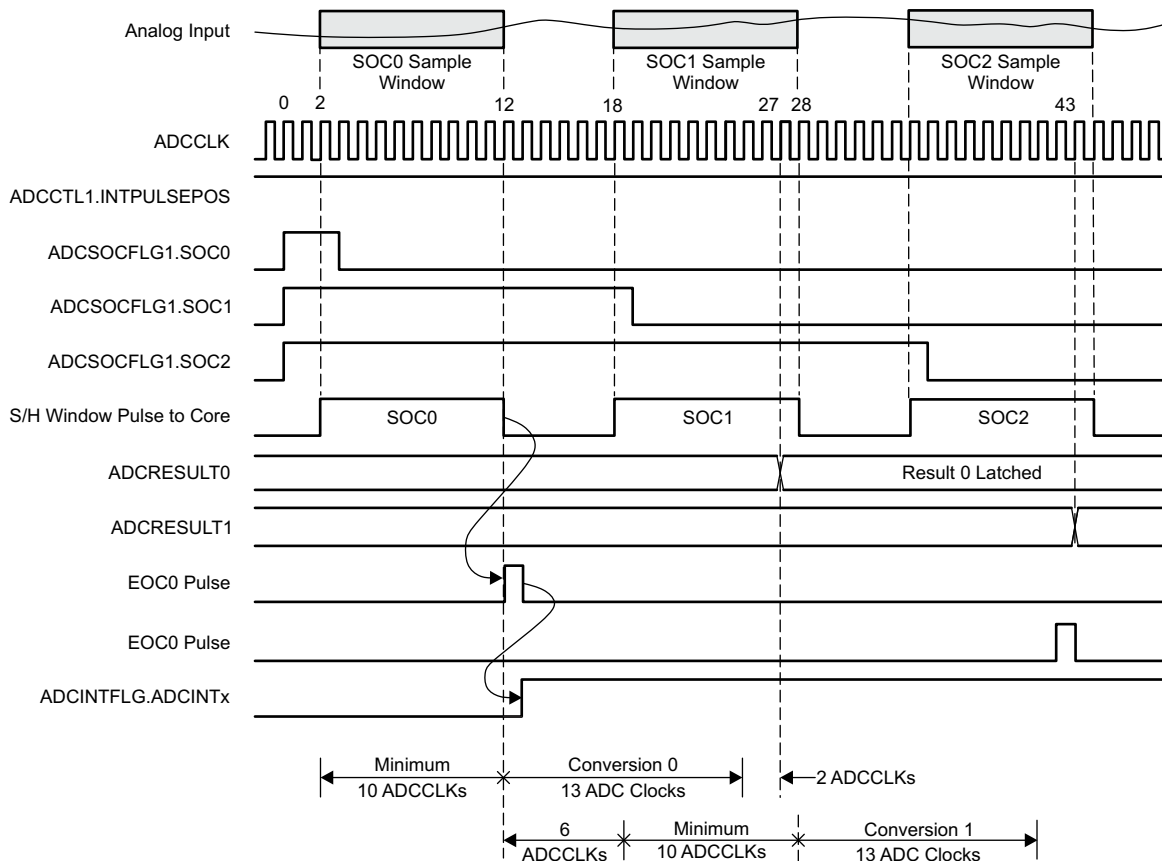 Analog Input
SOC0 Sample
Window
SOC1 Sample
Window
SOC2 Sample
Window
0 2 12 18 27 28 43
ADCCLK
ADCCTL1.INTPULSEPOS
ADCSOCFLG1.SOC0
ADCSOCFLG1.SOC1
ADCSOCFLG1.SOC2
S/H Window Pulse to Core
SOC0
SOC1
SOC2
ADCRESULT0
Result 0 Latched
ADCRESULT1
EOC0 Pulse
EOC0 Pulse
ADCINTFLG.ADCINTx
Minimum
10 ADCCLKs
Conversion 0
13 ADC Clocks
2 ADCCLKs
6
ADCCLKs
Minimum
10 ADCCLKs
Conversion 1
13 ADC Clocks